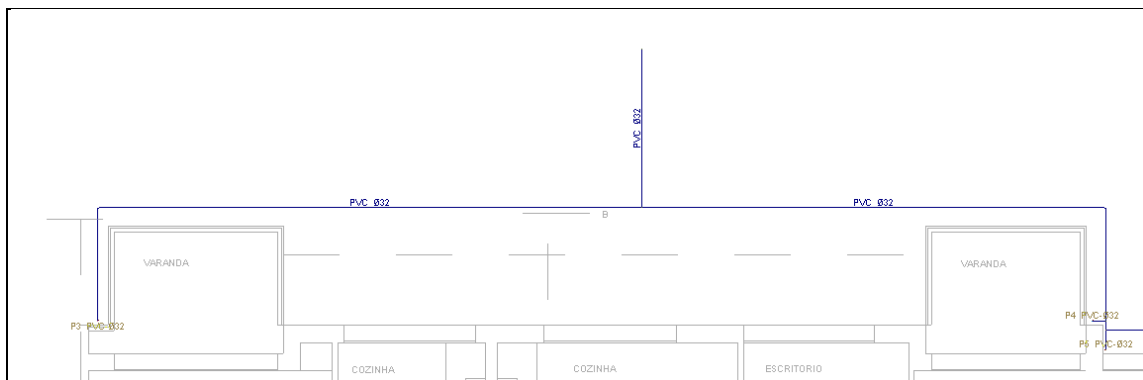 PVC Ø32
PVC Ø32
PVC Ø32
B
VARANDA
VARANDA
P4 PVC-Ø32
P3 PVC-Ø32
P6 PVC-Ø32
COZINHA
COZINHA
ESCRITORIO